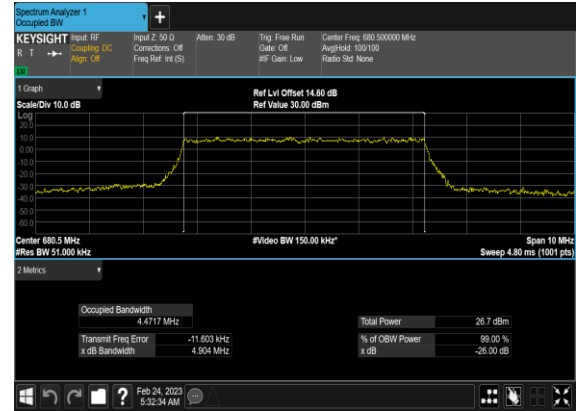 Spectrum Analyzer 1
Occupied BW
+
KEYSIGHT
R T
LV
Input: RF
Coupling: DC
Align: Off
Input Z: 50 Ω
Corrections: Off
Freq Ref: Int (S)
Atten: 30 dB
Trig: Free Run
Gate: Off
#IF Gain: Low
Center Freq: 680.500000 MHz
Avg|Hold: 100/100
Radio Std: None
1 Graph
Scale/Div 10.0 dB
Ref Lvl Offset 14.60 dB
Ref Value 30.00 dBm
Log
20.0
10.0
0.00
-10.0
-20.0
-30.0
-40.0
-50.0
-60.0
Center 680.5 MHz
#Res BW 51.000 kHz
#Video BW 150.00 kHz*
Span 10 MHz
Sweep 4.80 ms (1001 pts)
2 Metrics
Occupied Bandwidth
4.4717 MHz
Transmit Freq Error -11.603 kHz
x dB Bandwidth 4.904 MHz
Total Power 26.7 dBm
% of OBW Power 99.00 %
x dB -26.00 dB
?
Feb 24, 2023
5:32:34 AM